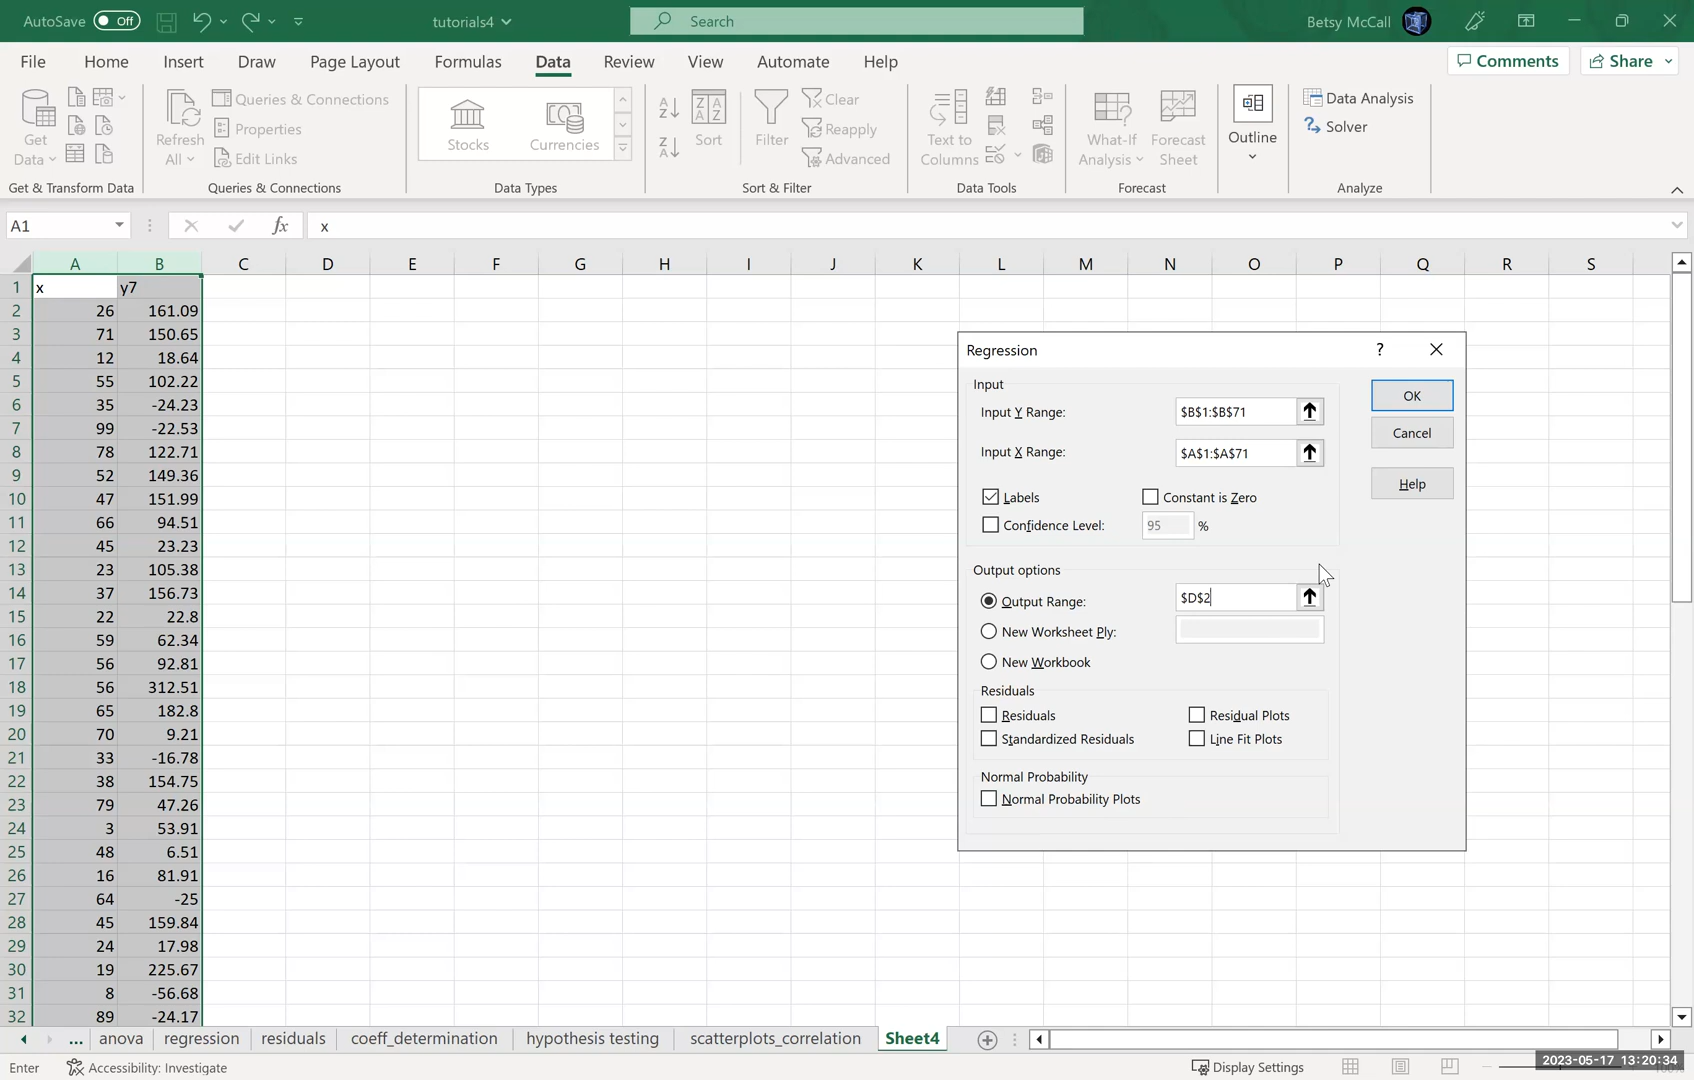 AutoSave Off
tutorials4
Search
Betsy McCall
File Home Insert Draw Page Layout Formulas Data Review View Automate Help
Comments
Share
Get Data
Get & Transform Data
Refresh All
Queries & Connections
Properties
Edit Links
Queries & Connections
Stocks
Currencies
Data Types
Sort
Filter
Clear
Reapply
Advanced
Sort & Filter
Text to Columns
Data Tools
What-If Analysis
Forecast Sheet
Forecast
Outline
Data Analysis
Solver
Analyze
A1
fx
x
A B C D E F G H I J K L M N O P Q R S
1 x y7
2 26 161.09
3 71 150.65
4 12 18.64
5 55 102.22
6 35 -24.23
7 99 -22.53
8 78 122.71
9 52 149.36
10 47 151.99
11 66 94.51
12 45 23.23
13 23 105.38
14 37 156.73
15 22 22.8
16 59 62.34
17 56 92.81
18 56 312.51
19 65 182.8
20 70 9.21
21 33 -16.78
22 38 154.75
23 79 47.26
24 3 53.91
25 48 6.51
26 16 81.91
27 64 -25
28 45 159.84
29 24 17.98
30 19 225.67
31 8 -56.68
32 89 -24.17
Regression ?
Input
Input Y Range: $B$1:$B$71
Input X Range: $A$1:$A$71
Labels
Constant is Zero
Confidence Level: 95 %
OK
Cancel
Help
Output options
Output Range: $D$2
New Worksheet Ply:
New Workbook
Residuals
Residuals
Residual Plots
Standardized Residuals
Line Fit Plots
Normal Probability
Normal Probability Plots
... anova regression residuals coeff_determination hypothesis testing scatterplots_correlation Sheet4
Enter
Accessibility: Investigate
Display Settings
2023-05-17 13:20:34